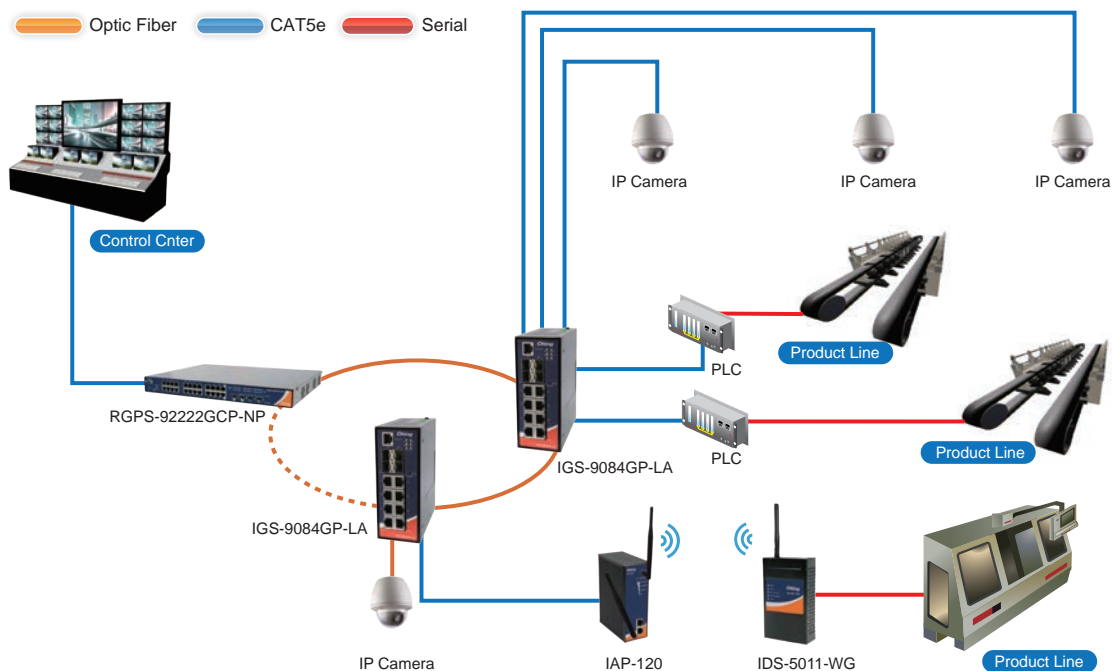 Optic Fiber
CAT5e
Serial
IP Camera
IP Camera
IP Camera
Control Cnter
Product Line
PLC
RGPS-92222GCP-NP
IGS-9084GP-LA
PLC
Product Line
IGS-9084GP-LA
IP Camera
IAP-120
IDS-5011-WG
Product Line